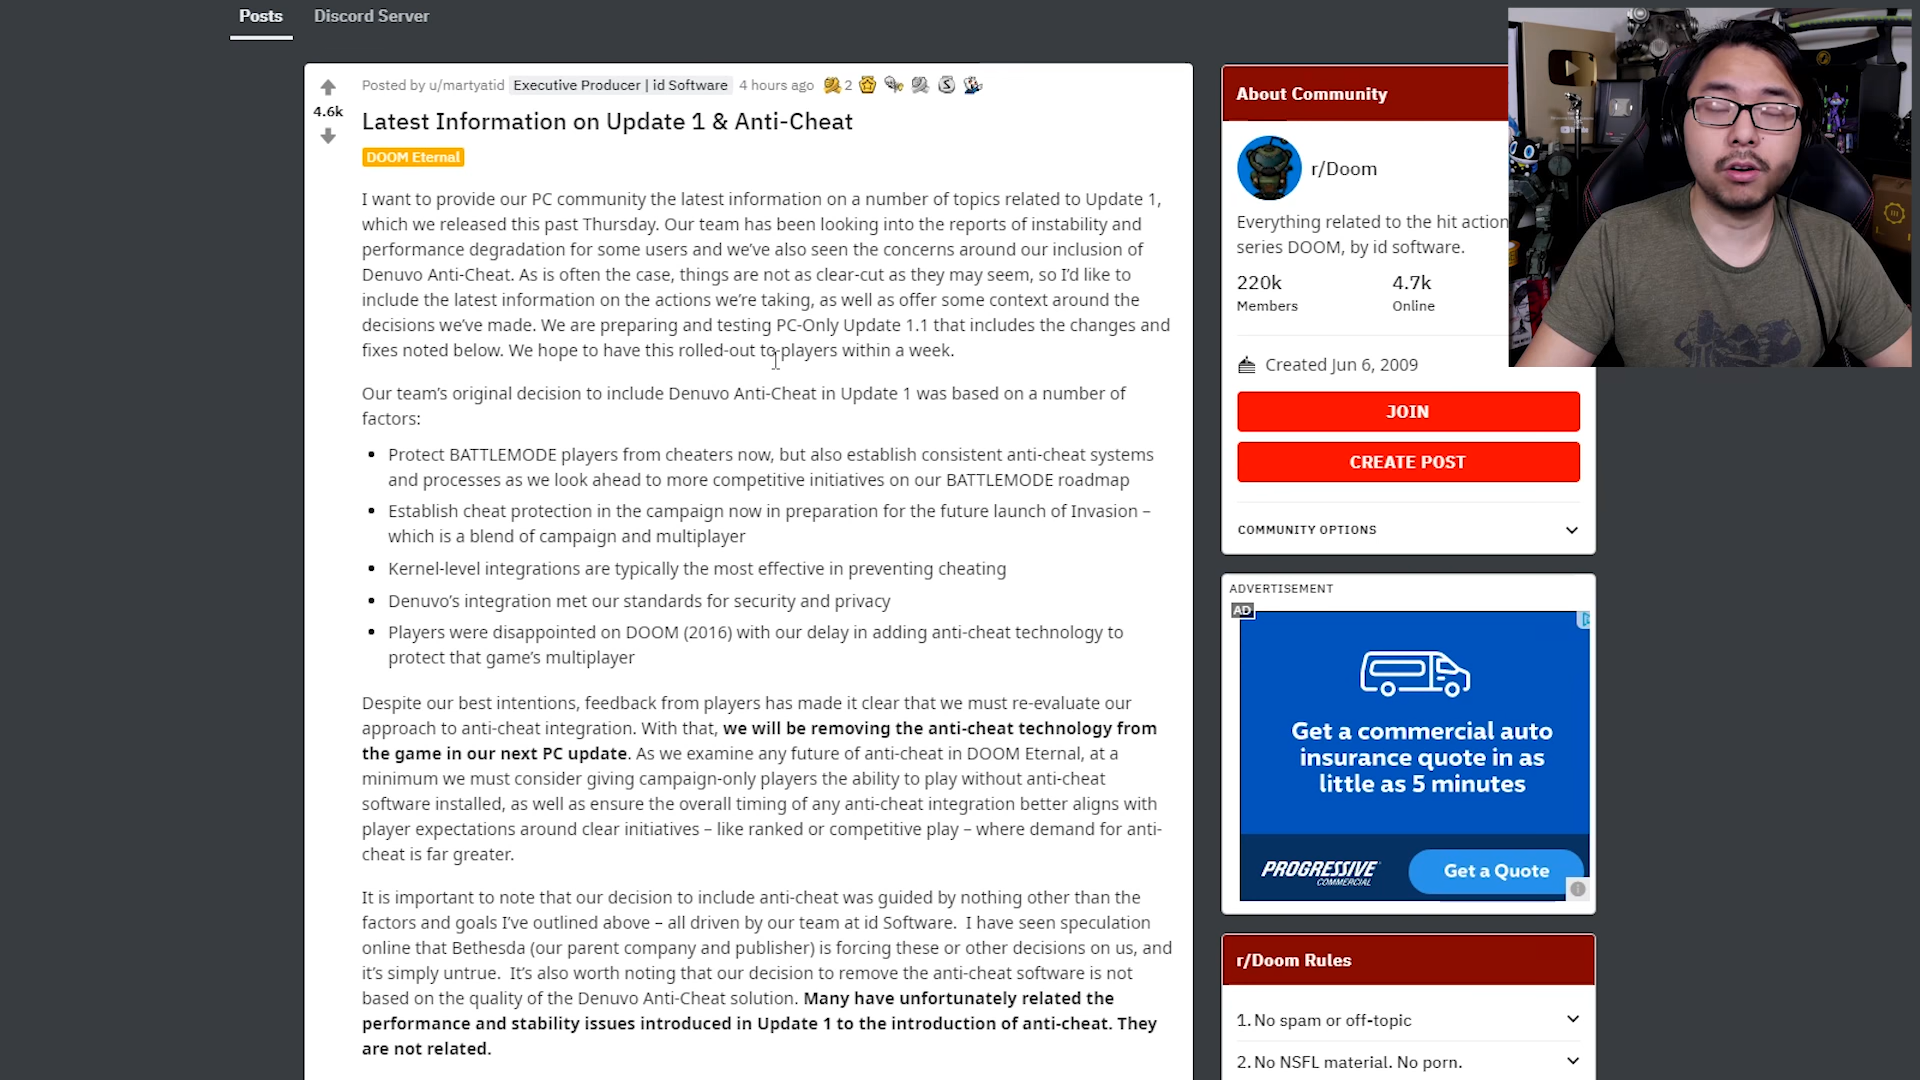 Posts Discord Server
Posted by u/martyatid Executive Producer | id Software 4 hours ago 2
4.6k
Latest Information on Update 1 & Anti-Cheat
DOOM Eternal
I want to provide our PC community the latest information on a number of topics related to Update 1,
which we released this past Thursday. Our team has been looking into the reports of instability and
performance degradation for some users and we've also seen the concerns around our inclusion of
Denuvo Anti-Cheat. As is often the case, things are not as clear-cut as they may seem, so I'd like to
include the latest information on the actions we're taking, as well as offer some context around the
decisions we've made. We are preparing and testing PC-Only Update 1.1 that includes the changes and
fixes noted below. We hope to have this rolled-out to players within a week.
Our team's original decision to include Denuvo Anti-Cheat in Update 1 was based on a number of
factors:
• Protect BATTLEMODE players from cheaters now, but also establish consistent anti-cheat systems
and processes as we look ahead to more competitive initiatives on our BATTLEMODE roadmap
• Establish cheat protection in the campaign now in preparation for the future launch of Invasion –
which is a blend of campaign and multiplayer
• Kernel-level integrations are typically the most effective in preventing cheating
• Denuvo's integration met our standards for security and privacy
• Players were disappointed on DOOM (2016) with our delay in adding anti-cheat technology to
protect that game's multiplayer
Despite our best intentions, feedback from players has made it clear that we must re-evaluate our
approach to anti-cheat integration. With that, we will be removing the anti-cheat technology from
the game in our next PC update. As we examine any future of anti-cheat in DOOM Eternal, at a
minimum we must consider giving campaign-only players the ability to play without anti-cheat
software installed, as well as ensure the overall timing of any anti-cheat integration better aligns with
player expectations around clear initiatives – like ranked or competitive play – where demand for anti-
cheat is far greater.
It is important to note that our decision to include anti-cheat was guided by nothing other than the
factors and goals I've outlined above – all driven by our team at id Software. I have seen speculation
online that Bethesda (our parent company and publisher) is forcing these or other decisions on us, and
it's simply untrue. It's also worth noting that our decision to remove the anti-cheat software is not
based on the quality of the Denuvo Anti-Cheat solution. Many have unfortunately related the
performance and stability issues introduced in Update 1 to the introduction of anti-cheat. They
are not related.
About Community
r/Doom
Everything related to the hit action
series DOOM, by id software.
220k 4.7k
Members Online
Created Jun 6, 2009
JOIN
CREATE POST
COMMUNITY OPTIONS
ADVERTISEMENT
AD
Get a commercial auto
insurance quote in as
little as 5 minutes
PROGRESSIVE
COMMERCIAL
Get a Quote
r/Doom Rules
1. No spam or off-topic
2. No NSFL material. No porn.